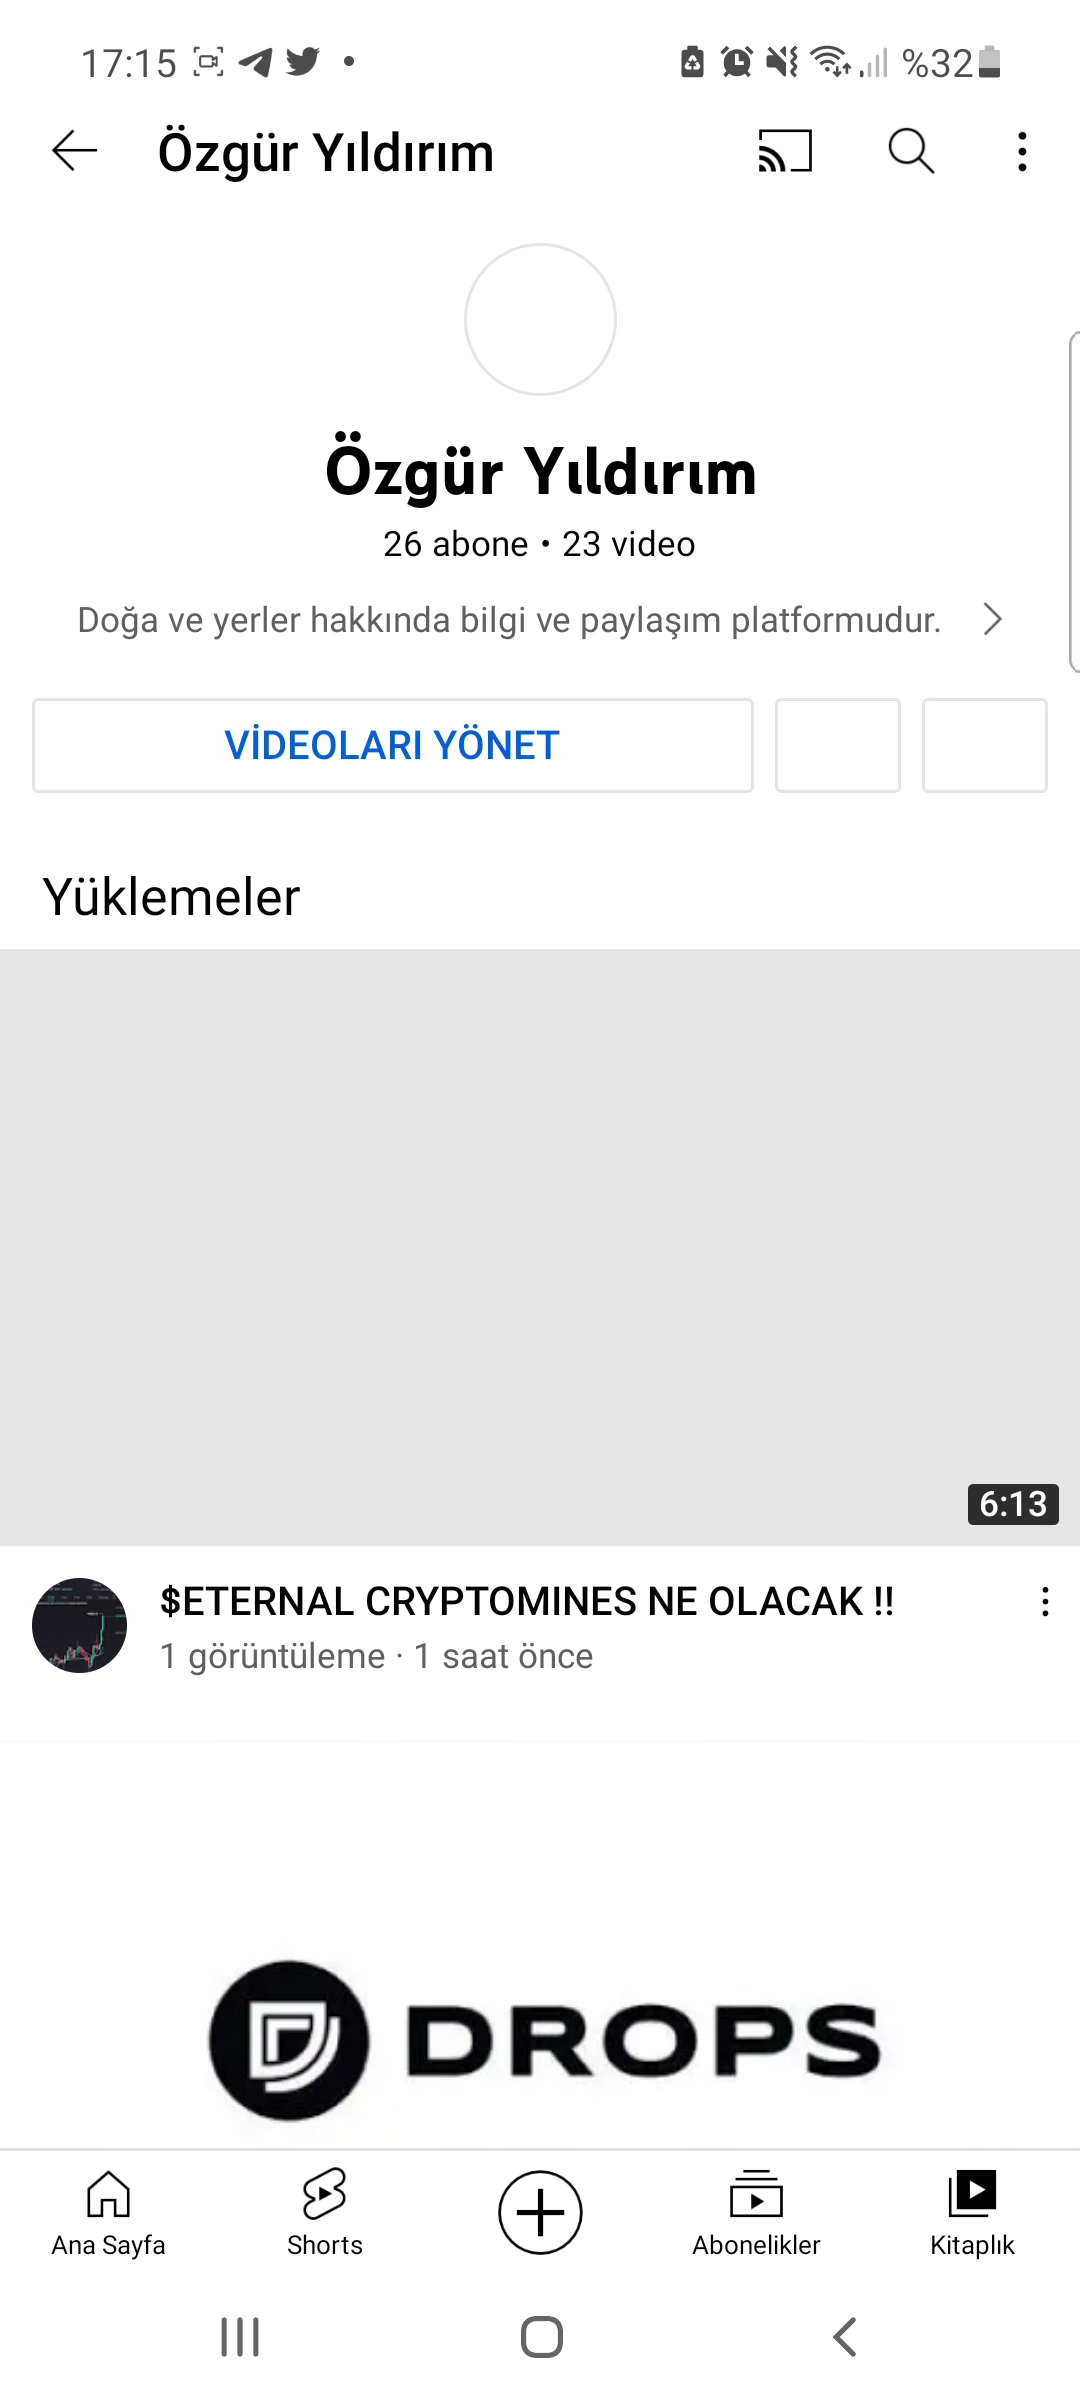 17:15 %32
Özgür Yıldırım
Özgür Yıldırım
26 abone • 23 video
Doğa ve yerler hakkında bilgi ve paylaşım platformudur.
VİDEOLARI YÖNET
Yüklemeler
6:13
$ETERNAL CRYPTOMINES NE OLACAK !!
1 görüntüleme · 1 saat önce
DROPS
Ana Sayfa Shorts Abonelikler Kitaplık